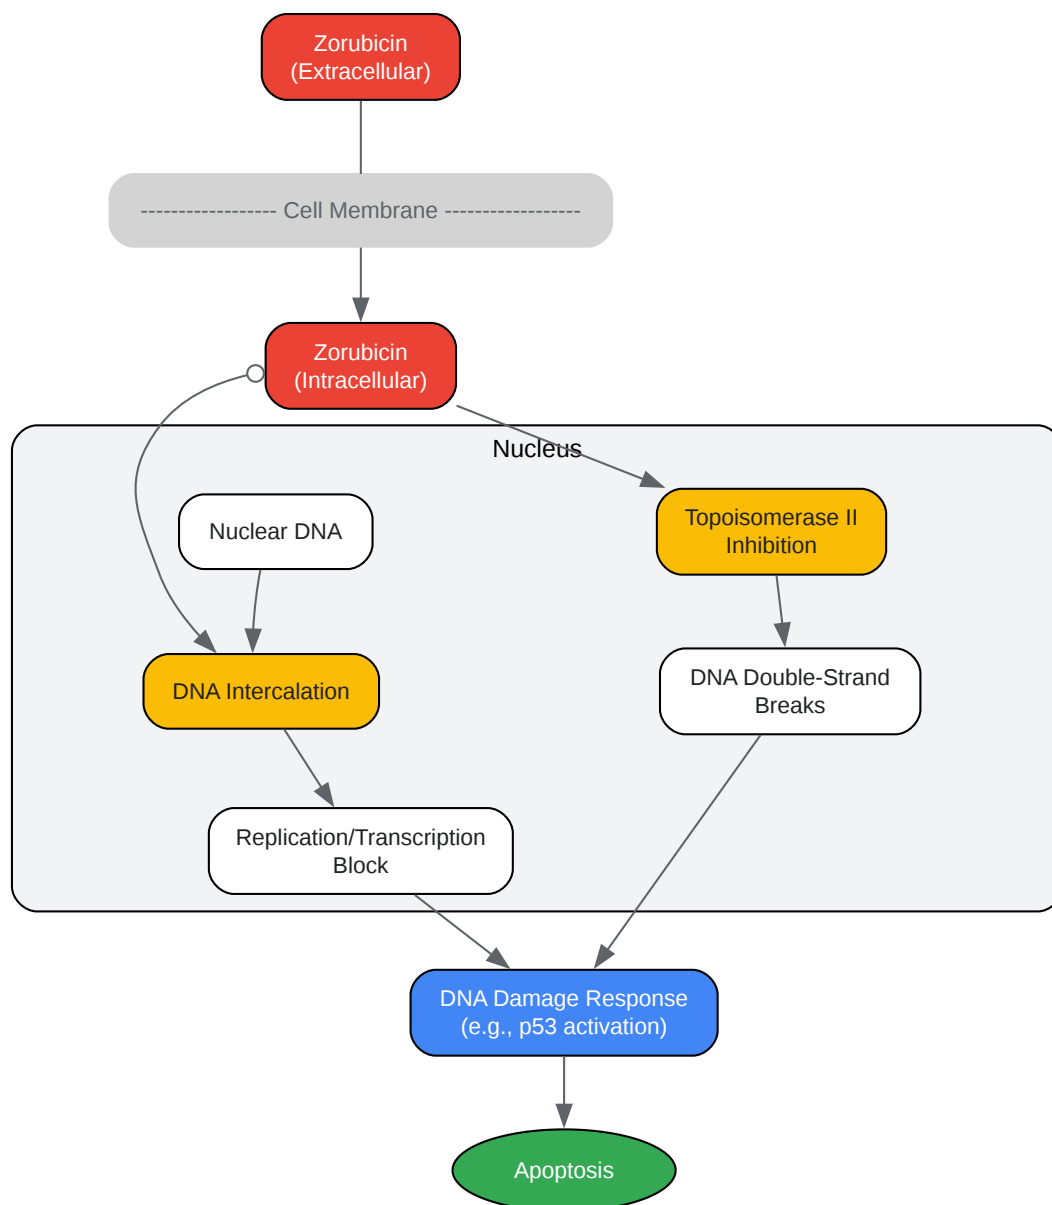 Zorubicin
(Extracellular)
------------------ Cell Membrane ------------------
Zorubicin
(Intracellular)
Nucleus
Nuclear DNA
Topoisomerase II
Inhibition
DNA Intercalation
DNA Double-Strand
Breaks
Replication/Transcription
Block
DNA Damage Response
(e.g., p53 activation)
Apoptosis